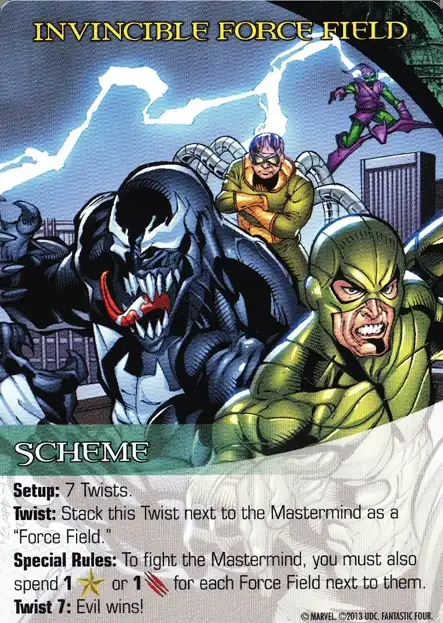 INVINCIBLE FORCE FIELD
SCHEME
Setup: 7 Twists.
Twist: Stack this Twist next to the Mastermind as a
“Force Field.”
Special Rules: To fight the Mastermind, you must also
spend 1 or 1 for each Force Field next to them.
Twist 7: Evil wins!
© MARVEL. ©2013 UDC. FANTASTIC FOUR.